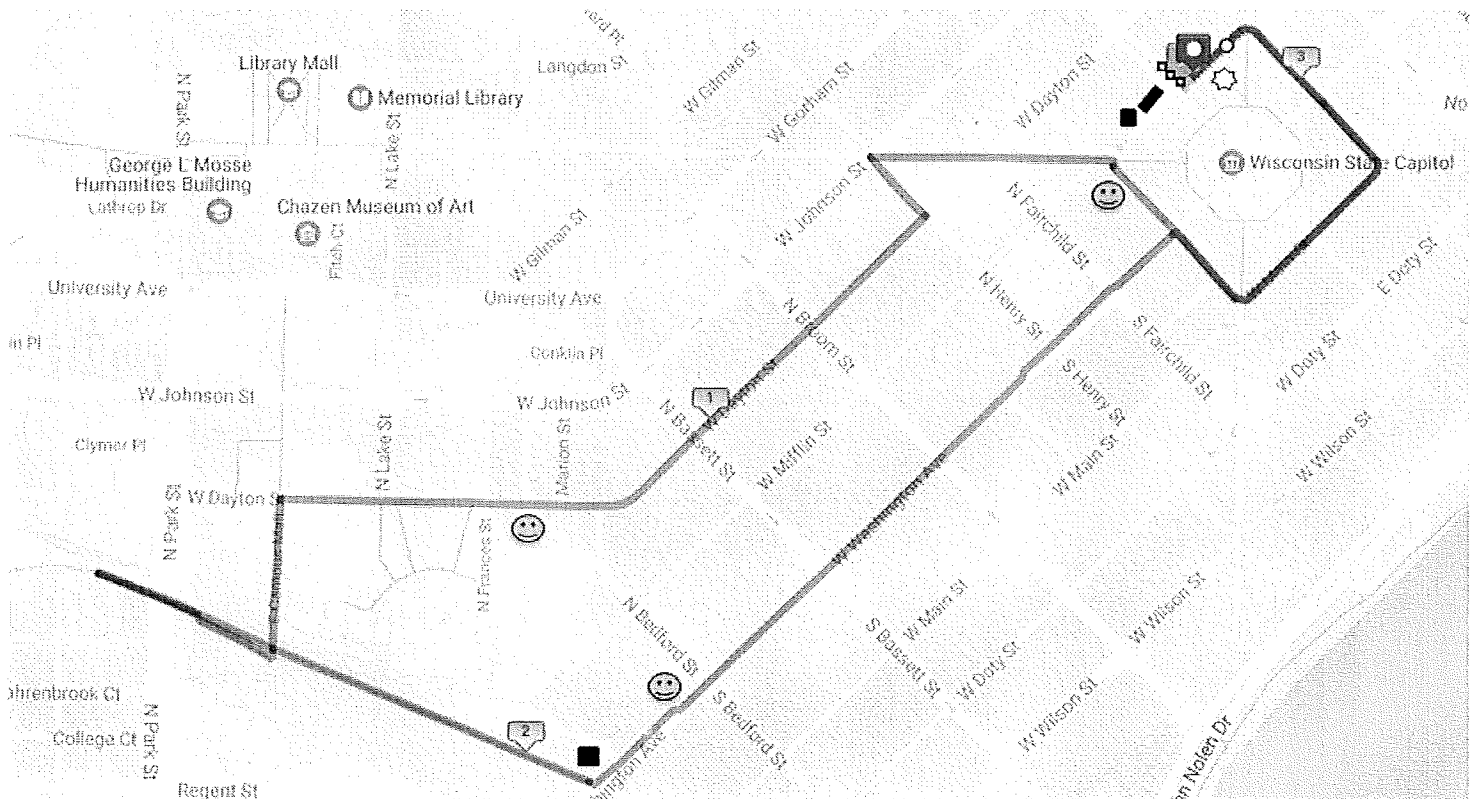 Langdon St
W Gilman St
W Gorham St
W Dayton St
3
Library Mall
Memorial Library
N Park St
N Lake St
George L Mosse
Humanities Building
Chazen Museum of Art
Wisconsin State Capitol
W Johnson St
N Fairchild St
W Gilman St
E Doty St
University Ave
University Ave
N Henry St
N Broom St
S Fairchild St
Conklin Pl
W Doty St
W Johnson St
W Johnson St
1
S Henry St
N Bassett St
Clymer Pl
N Lake St
Marion St
W Mifflin St
W Main St
W Wilson St
W Dayton St
W Washington Ave
N Park St
N Frances St
Campus Mall
N Bedford St
W Main St
W Wilson St
S Bassett St
W Doty St
S Bedford St
W Wilson St
College Ct
N Park St
2
Regent St